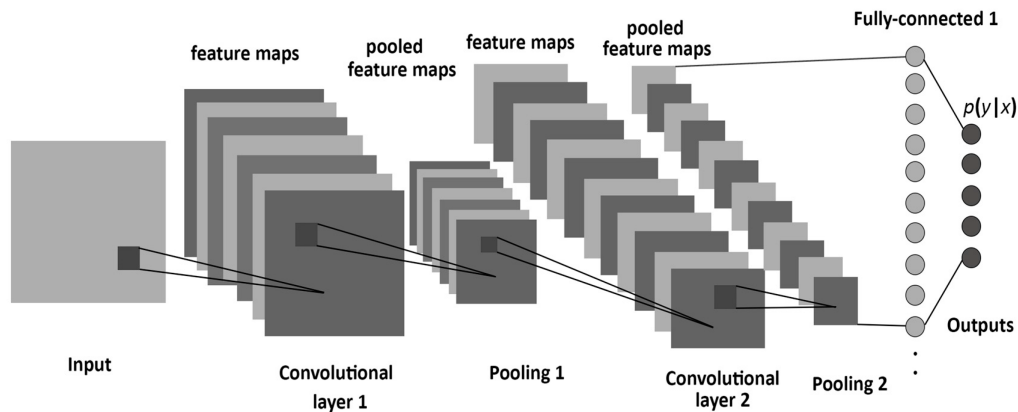 Fully-connected 1
feature maps
pooled
feature maps
feature maps
pooled
feature maps
p(y|x)
Input
Convolutional
layer 1
Pooling 1
Convolutional
layer 2
Pooling 2
Outputs